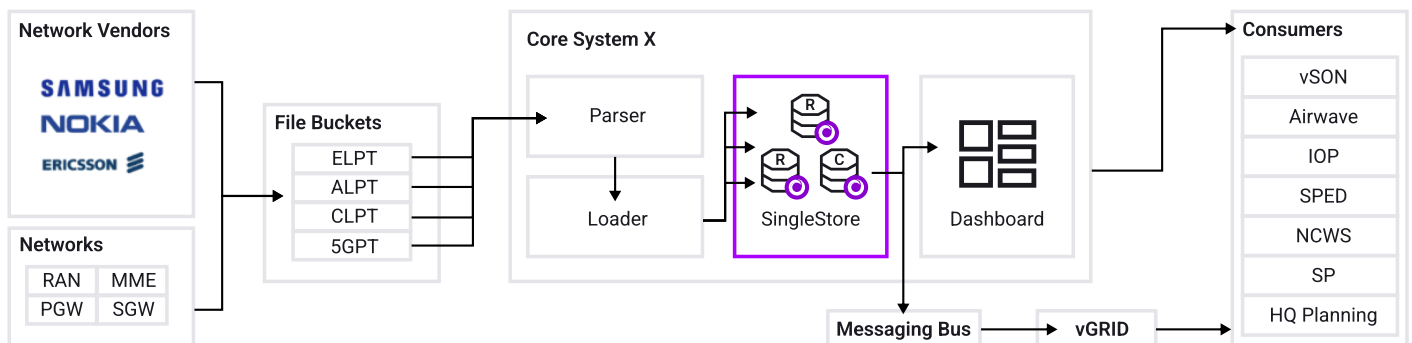 Network Vendors
SAMSUNG
NOKIA
ERICSSON
Networks
RAN MME
PGW SGW
File Buckets
ELPT
ALPT
CLPT
5GPT
Core System X
Parser
Loader
R
R C
SingleStore
Dashboard
Messaging Bus
vGRID
Consumers
vSON
Airwave
IOP
SPED
NCWS
SP
HQ Planning